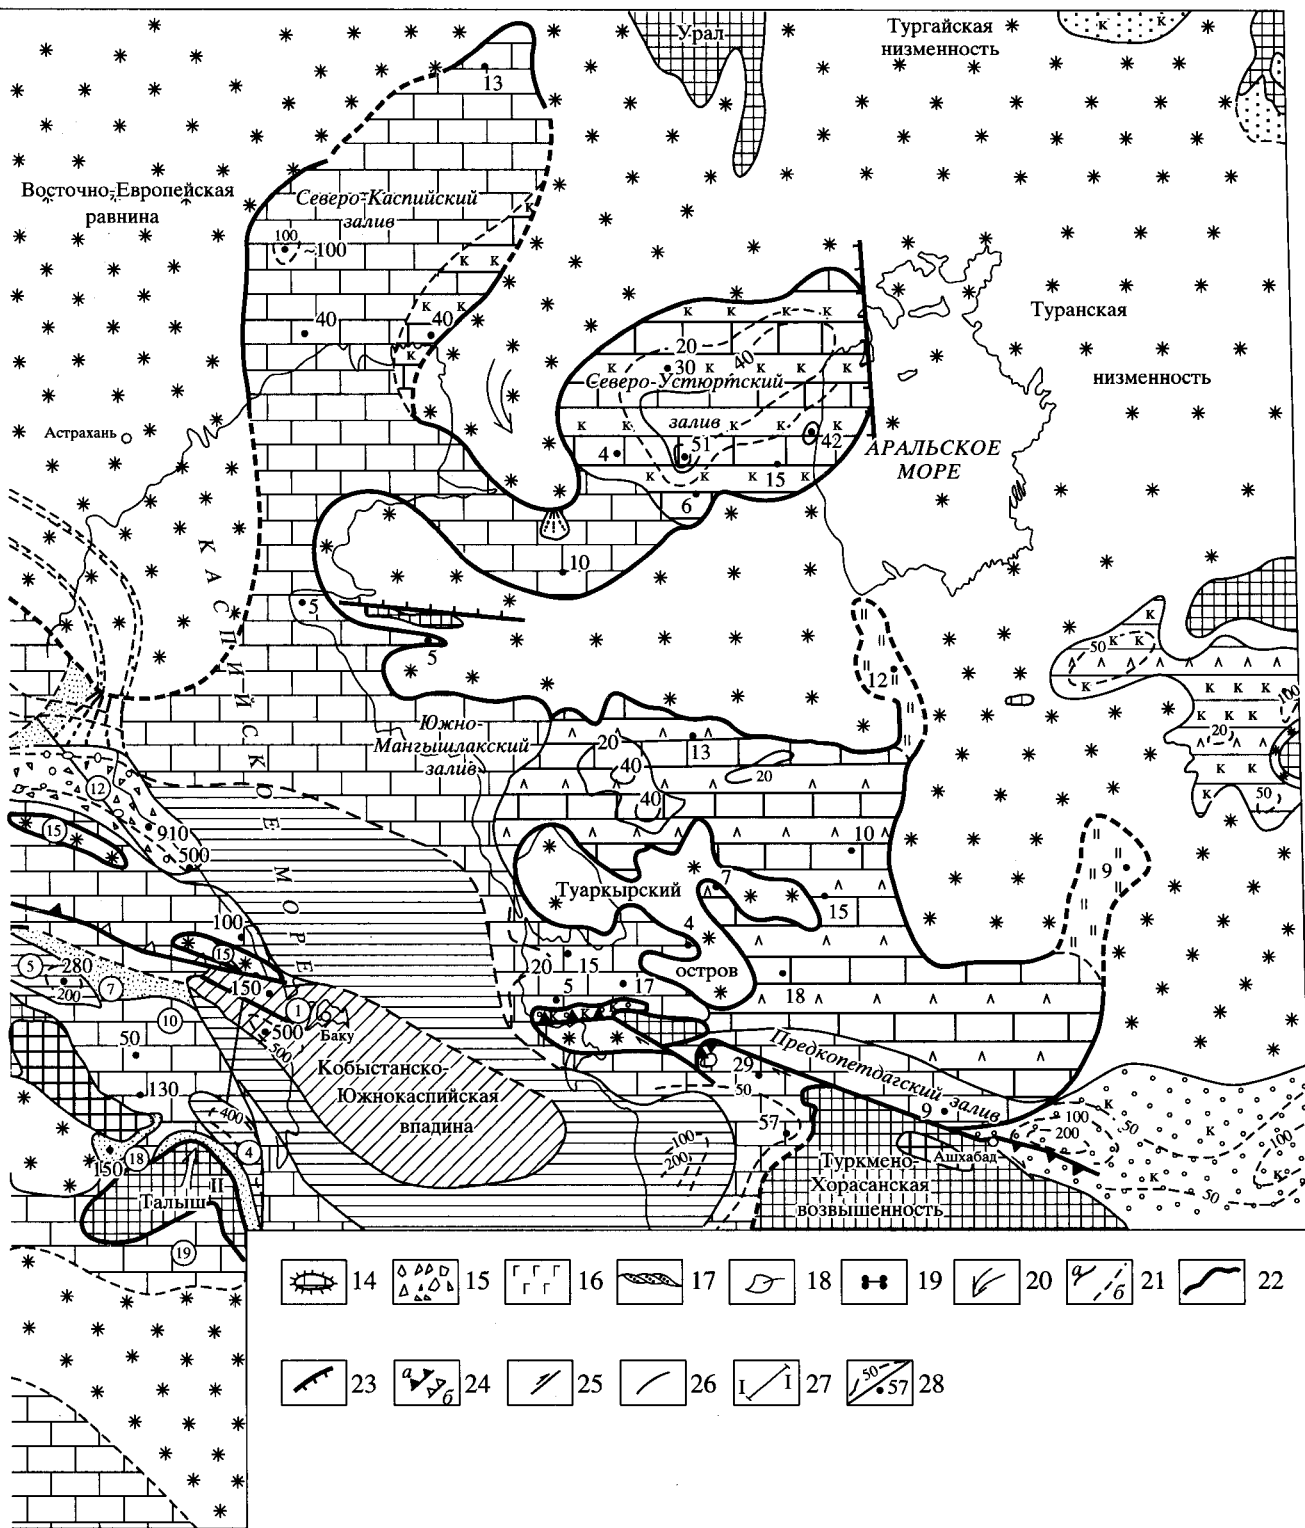 Урал
Тургайская
низменность
к
к
13
Восточно-Европейская
равнина
Северо-Каспийский
залив
к
100
~100
к
к
40
к
к
40
к
Туранская
низменность
к к к к
20
40
30
к к к к к
Северо-Устюртский
залив
к к к к
51
42
4
15
к к к
6
Астрахань
АРАЛЬСКОЕ
МОРЕ
10
5
5
КАСПИЙСКОЕ МОРЕ
12
к
50
к к
к
100
к к к
20
к к
к
50
Южно-
Мангышлакский
залив
20
13
40
20
40
10
12
910
15
500
Туаркырский
7
15
4
остров
100
15
5
280
200
7
150
1
20
15
17
5
к к
18
10
50
500
500
Баку
Кобыстанско-
Южнокаспийская
впадина
130
400
4
150
18
II
Талыш
19
9
Предкопетдагский залив
29
50
57
100
200
9
8
Ашхабад
Туркмено-
Хорасанская
возвышенность
100
200
50
к
к
100
к
к
50
14
15
Г Г Г
Г Г
16
17
18
19
20
а
б
21
22
23
а
б
24
25
26
I
I
27
50
57
28